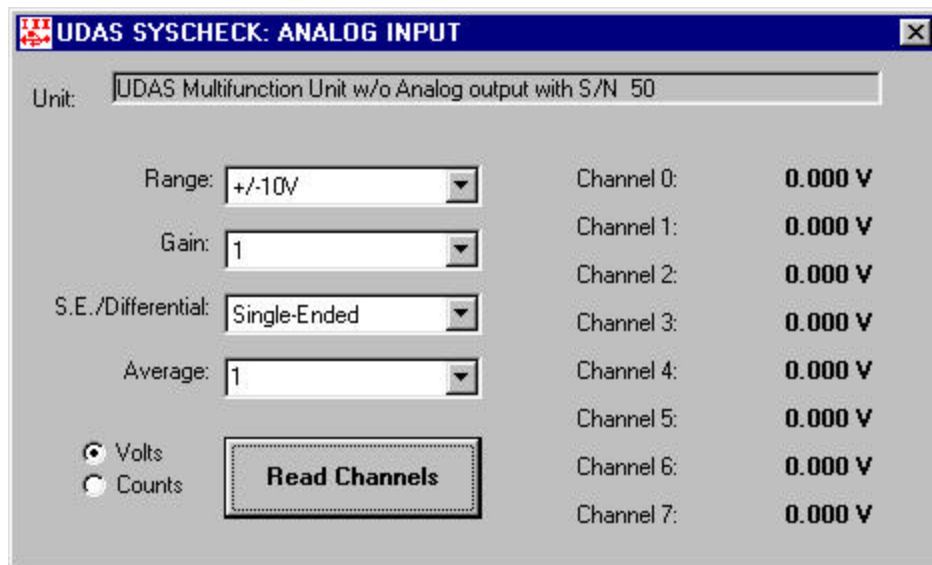 UDAS SYSCHECK: ANALOG INPUT
Unit: UDAS Multifunction Unit w/o Analog output with S/N 50
Range: +/-10V
Gain: 1
S.E./Differential: Single-Ended
Average: 1
Volts
Counts
Read Channels
Channel 0: 0.000 V
Channel 1: 0.000 V
Channel 2: 0.000 V
Channel 3: 0.000 V
Channel 4: 0.000 V
Channel 5: 0.000 V
Channel 6: 0.000 V
Channel 7: 0.000 V